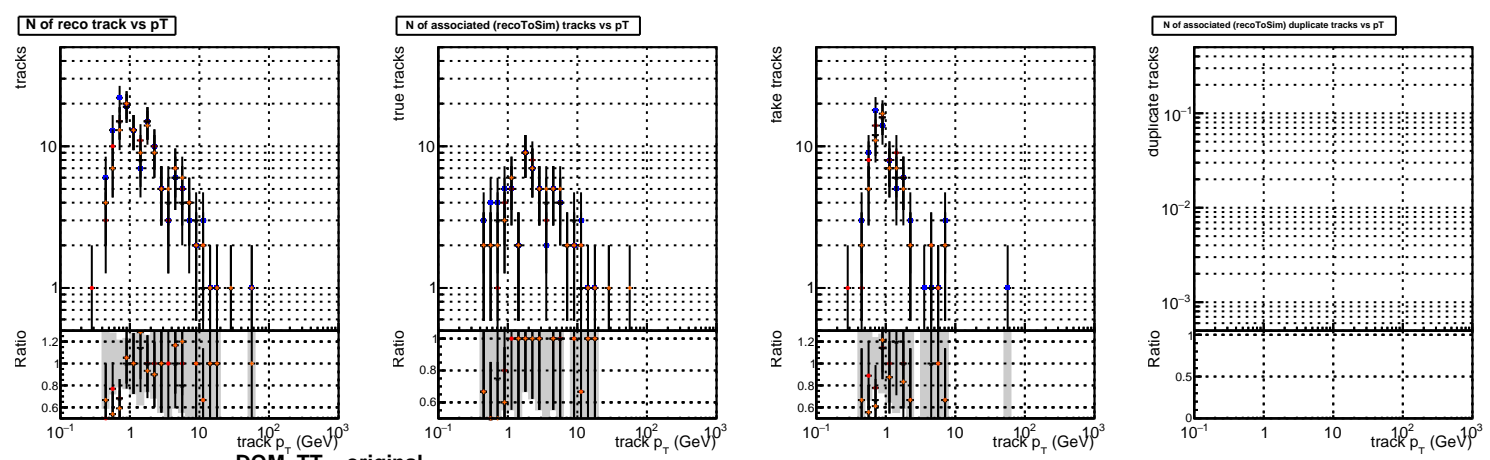 N of reco track vs pT
tracks
10
1
Ratio
1.2
1
0.8
0.6
10⁻¹ 1 10 10² 10³
track p_T (GeV)
N of associated (recoToSim) tracks vs pT
true tracks
10
1
Ratio
1
0.8
0.6
10⁻¹ 1 10 10² 10³
track p_T (GeV)
fake tracks
10
1
Ratio
1.2
1
0.8
0.6
10⁻¹ 1 10 10² 10³
track p_T (GeV)
N of associated (recoToSim) duplicate tracks vs pT
duplicate tracks
10⁻¹
10⁻²
10⁻³
Ratio
1
0.5
0
10⁻¹ 1 10 10² 10³
track p_T (GeV)
original